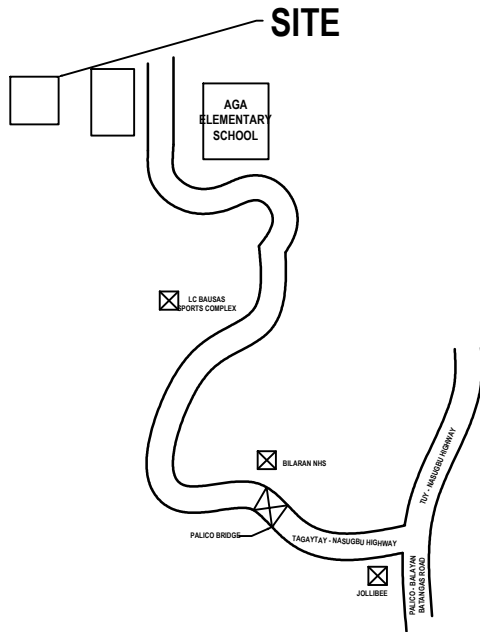 SITE
AGA
ELEMENTARY
SCHOOL
LC BAUSAS
SPORTS COMPLEX
BILARAN NHS
PALICO BRIDGE
TAGAYTAY - NASUGBU HIGHWAY
TUY - NASUGBU HIGHWAY
PALICO - BALAYAN
BATANGAS ROAD
JOLLIBEE